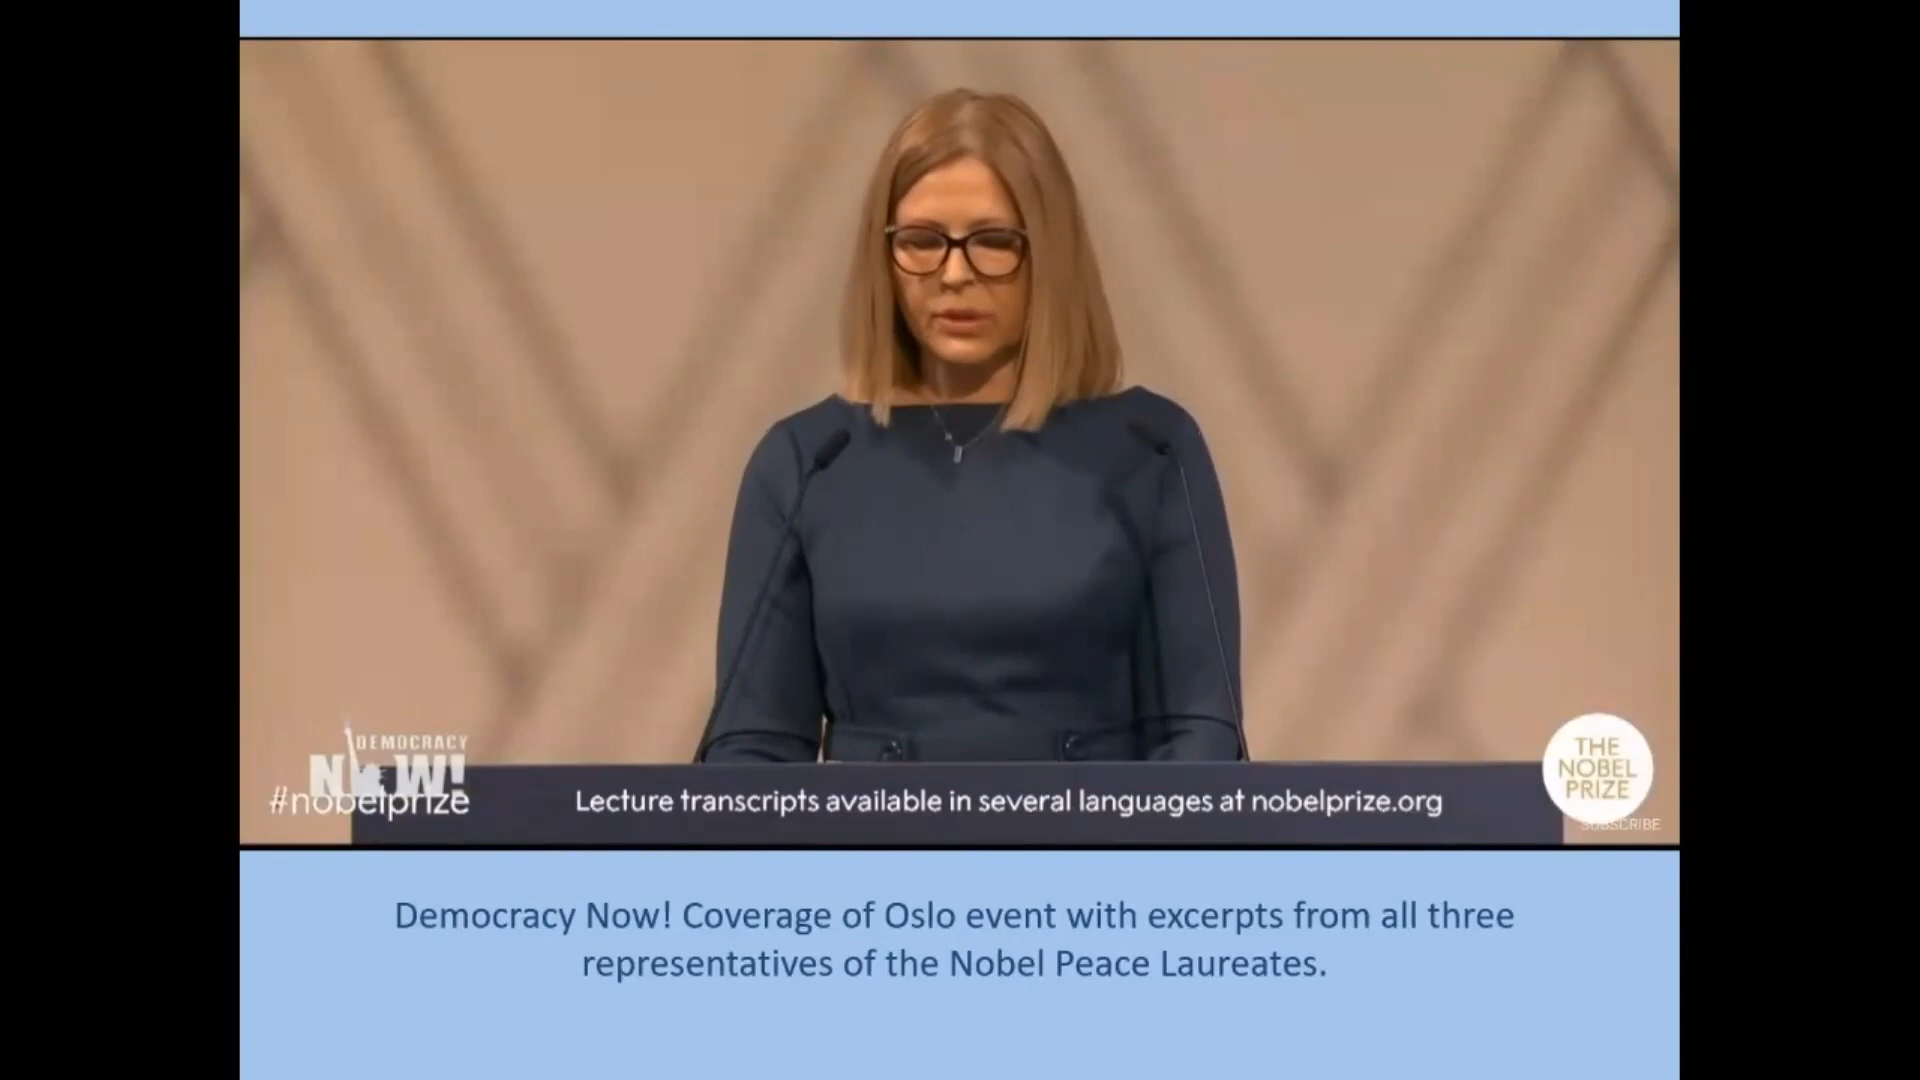 DEMOCRACY
NOW!
#nobelprize
Lecture transcripts available in several languages at nobelprize.org
THE
NOBEL
PRIZE
SUBSCRIBE
Democracy Now! Coverage of Oslo event with excerpts from all three
representatives of the Nobel Peace Laureates.